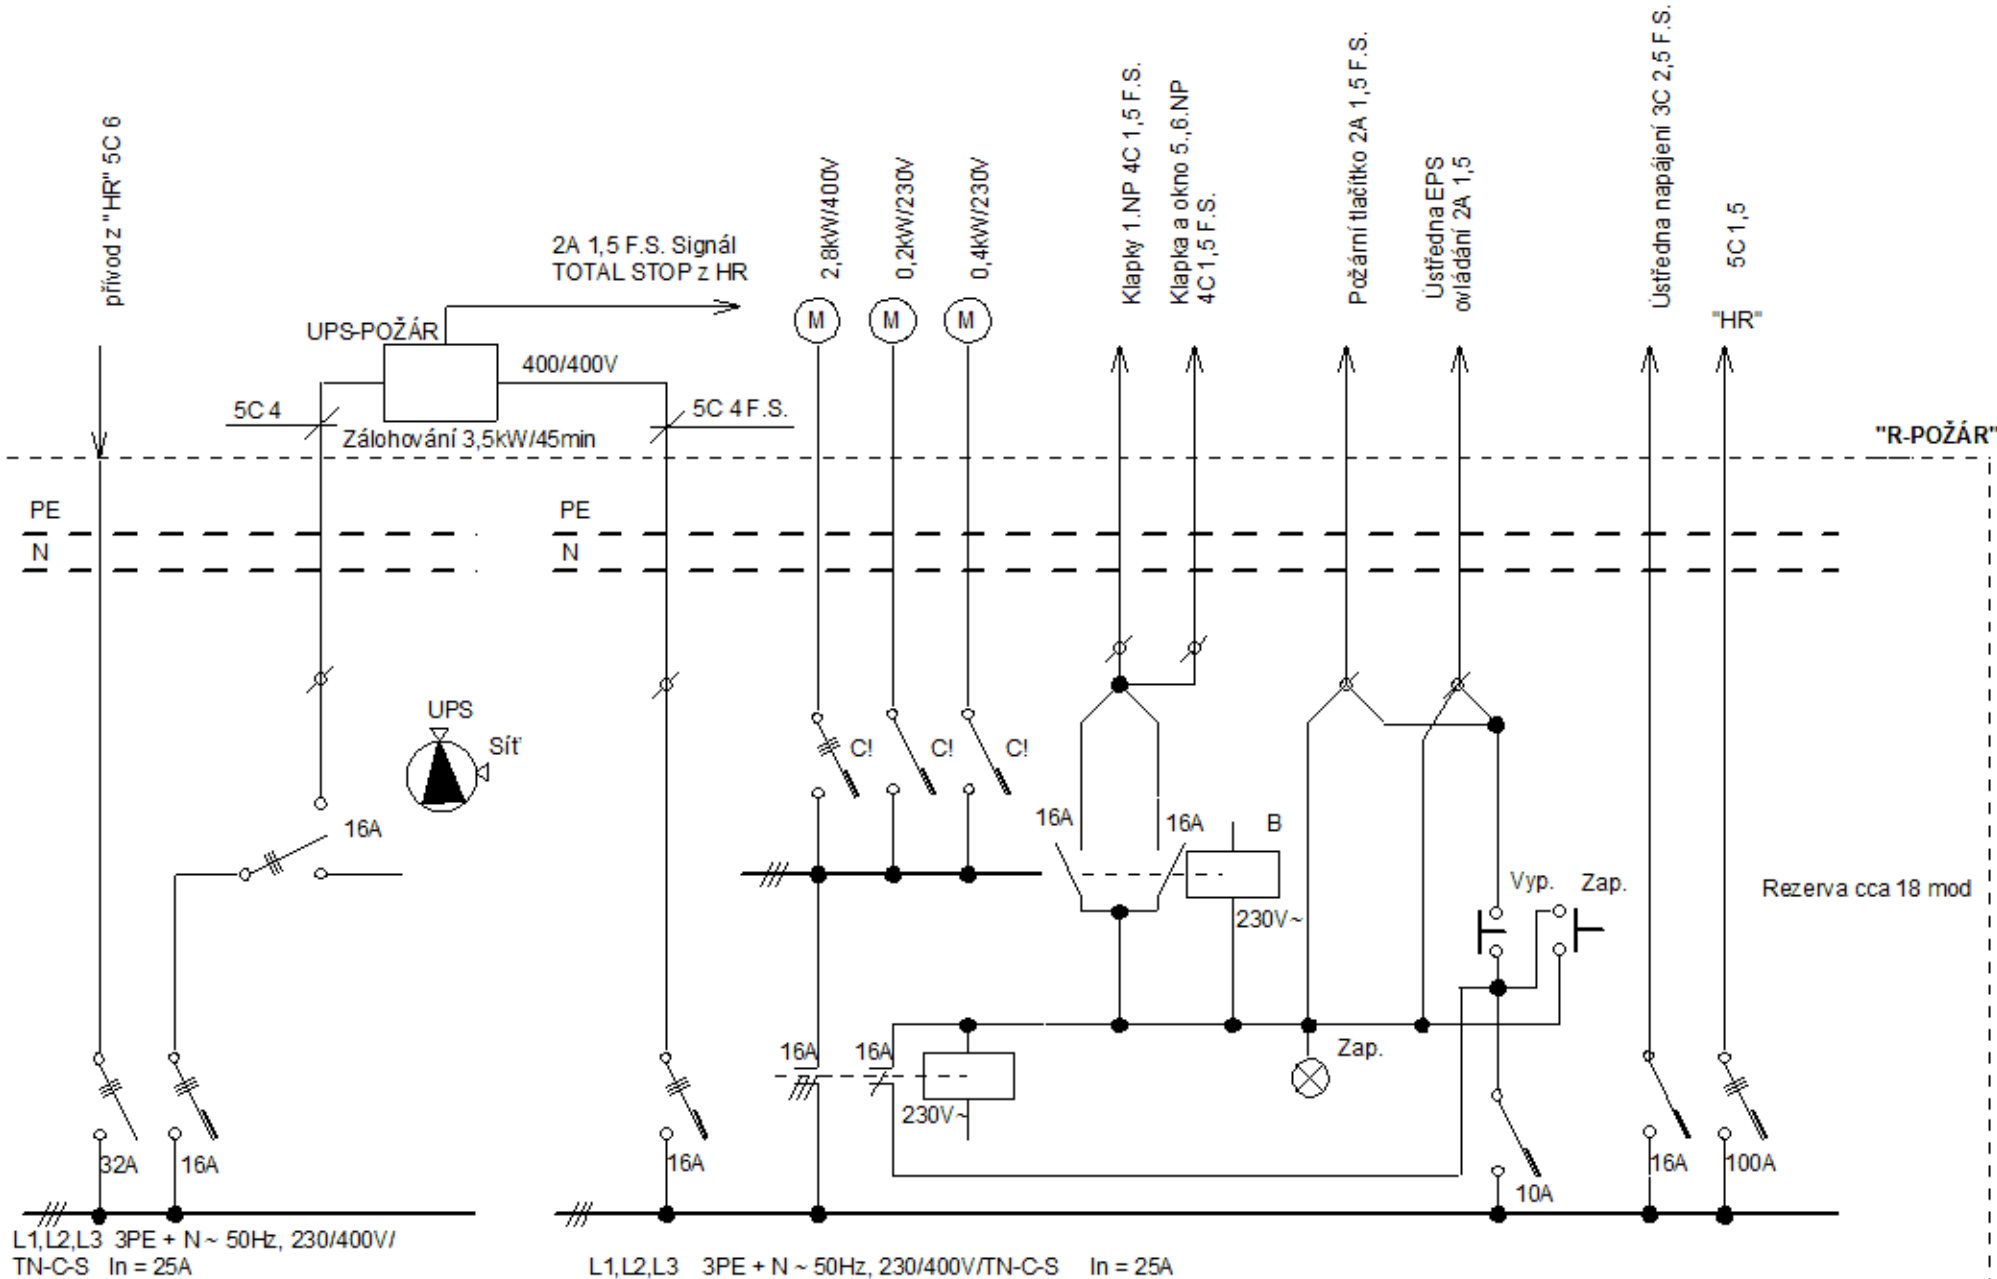 přívod z "HR" 5C 6
UPS-POŽÁR
2A 1,5 F.S. Signál
TOTAL STOP z HR
400/400V
5C 4
5C 4 F.S.
Zálohování 3,5kW/45min
2,8kW/400V
0,2kW/230V
0,4kW/230V
M
M
M
Klapky 1.NP 4C 1,5 F.S.
Klapka a okno 5.,6.NP
4C1,5 F.S.
Požární tlačítko 2A 1,5 F.S.
Ústředna EPS
ovládání 2A 1,5
Ústředna napájení 3C 2,5 F.S.
5C1,5
"HR"
"R-POŽÁR"
PE
N
PE
N
UPS
Síť
16A
C!
C!
C!
16A
16A
B
230V~
Vyp.
Zap.
Rezerva cca 18 mod
16A
16A
230V~
Zap.
32A
16A
16A
10A
16A
100A
L1,L2,L3 3PE + N ~ 50Hz, 230/400V/
TN-C-S In = 25A
L1,L2,L3 3PE + N ~ 50Hz, 230/400V/TN-C-S In = 25A